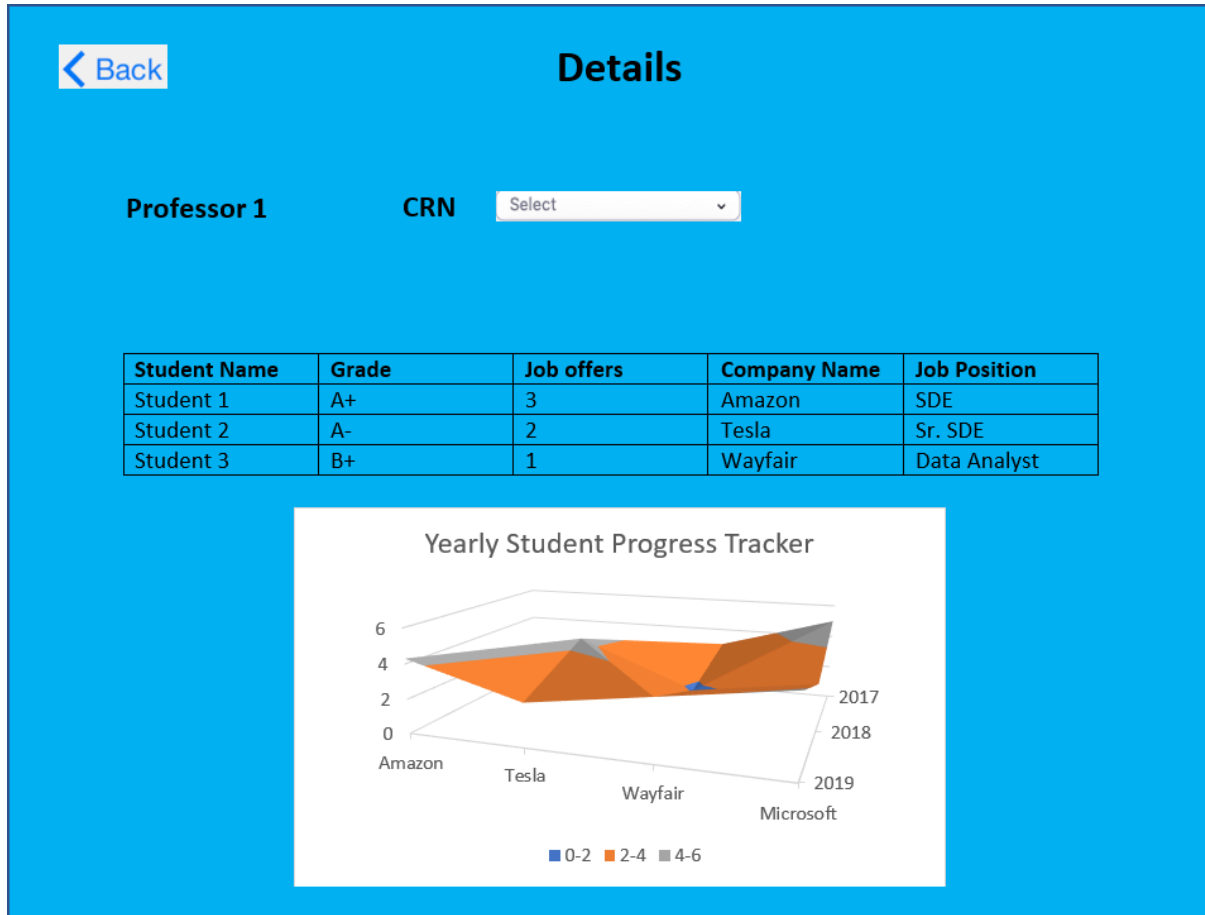 Back
Details
Professor 1 CRN Select
Student Name Grade Job offers Company Name Job Position
Student 1 A+ 3 Amazon SDE
Student 2 A- 2 Tesla Sr. SDE
Student 3 B+ 1 Wayfair Data Analyst
Yearly Student Progress Tracker
6
4
2
0
Amazon
Tesla
Wayfair
Microsoft
2017
2018
2019
0-2 2-4 4-6